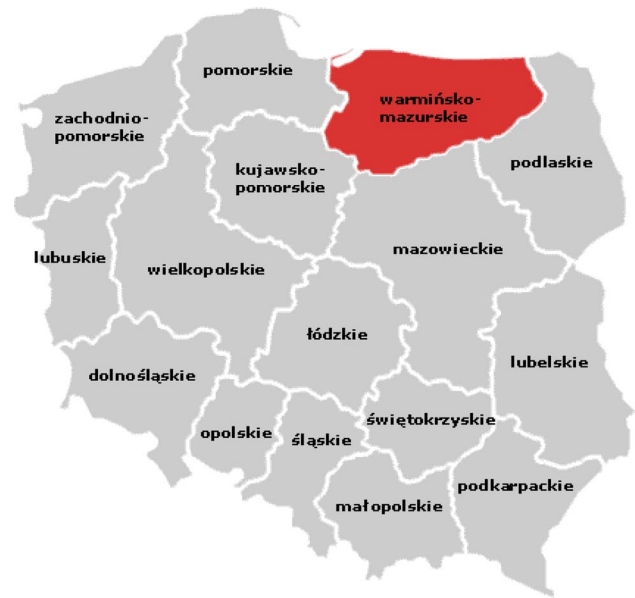 pomorskie
warmińsko-
mazurskie
zachodnio-
pomorskie
podlaskie
kujawsko-
pomorskie
mazowieckie
lubuskie
wielkopolskie
łódzkie
lubelskie
dolnośląskie
świętokrzyskie
opolskie
śląskie
podkarpackie
małopolskie